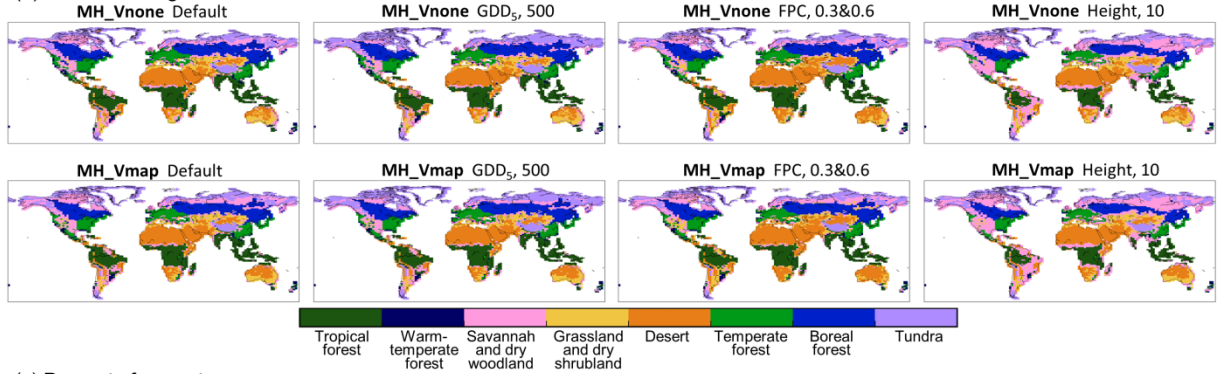 MH_Vnone Default
MH_Vnone GDD5, 500
MH_Vnone FPC, 0.3&0.6
MH_Vnone Height, 10
MH_Vmap Default
MH_Vmap GDD5, 500
MH_Vmap FPC, 0.3&0.6
MH_Vmap Height, 10
Tropical
forest
Warm-
temperate
forest
Savannah
and dry
woodland
Grassland
and dry
shrubland
Desert
Temperate
forest
Boreal
forest
Tundra